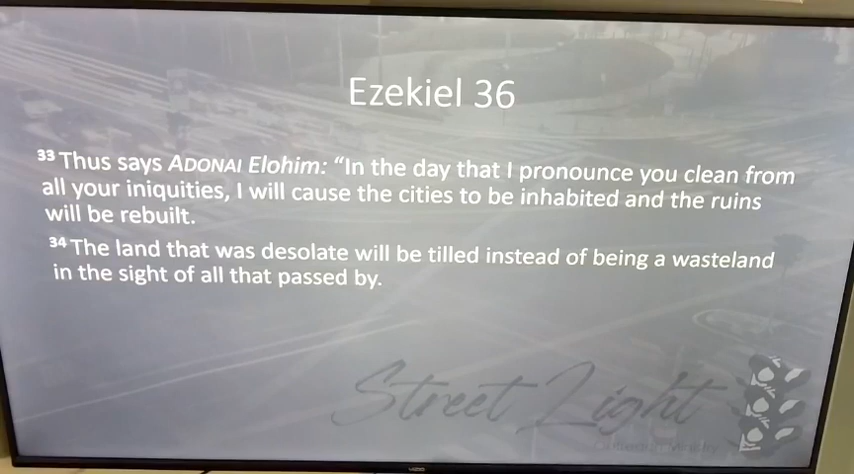 Ezekiel 36
33 Thus says ADONAI Elohim: “In the day that I pronounce you clean from
all your iniquities, I will cause the cities to be inhabited and the ruins
will be rebuilt.
34 The land that was desolate will be tilled instead of being a wasteland
in the sight of all that passed by.
Street Light
VIZIO